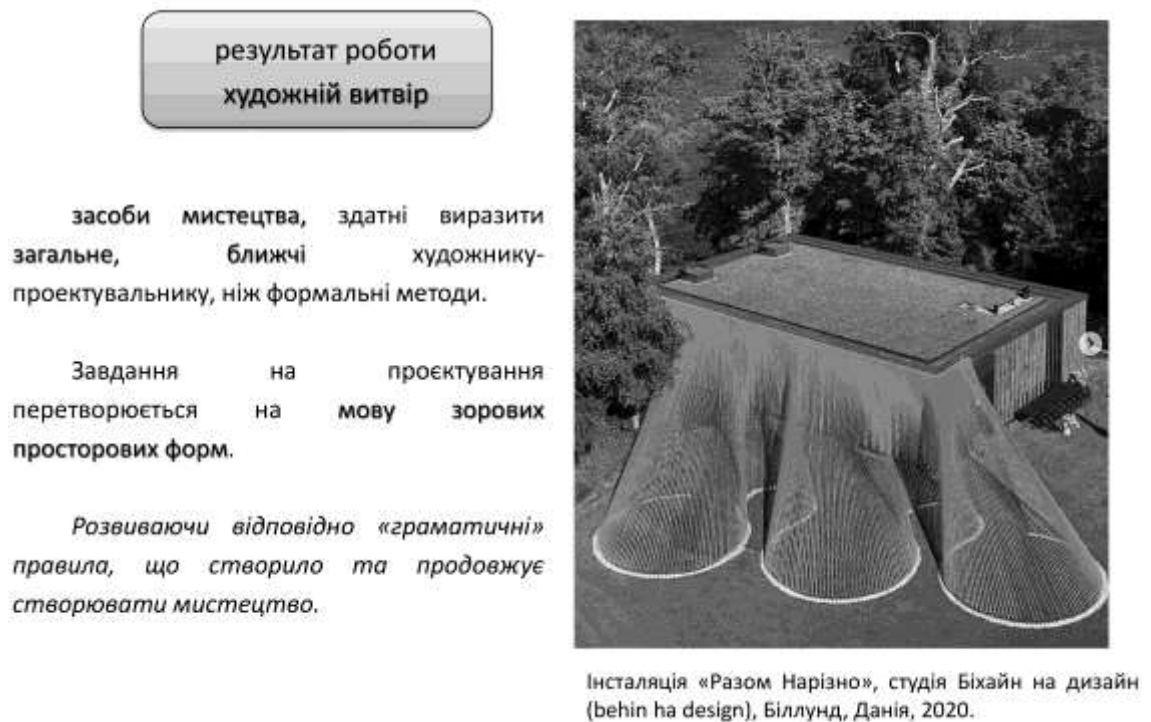 результат роботи
художній витвір
засоби мистецтва, здатні виразити
загальне, ближчі художнику-
проектувальнику, ніж формальні методи.
Завдання на проєктування
перетворюється на мову зорових
просторових форм.
Розвиваючи відповідно «граматичні»
правила, що створило та продовжує
створювати мистецтво.
Інсталяція «Разом Нарізно», студія Біхайн на дизайн
(behin ha design), Біллунд, Данія, 2020.